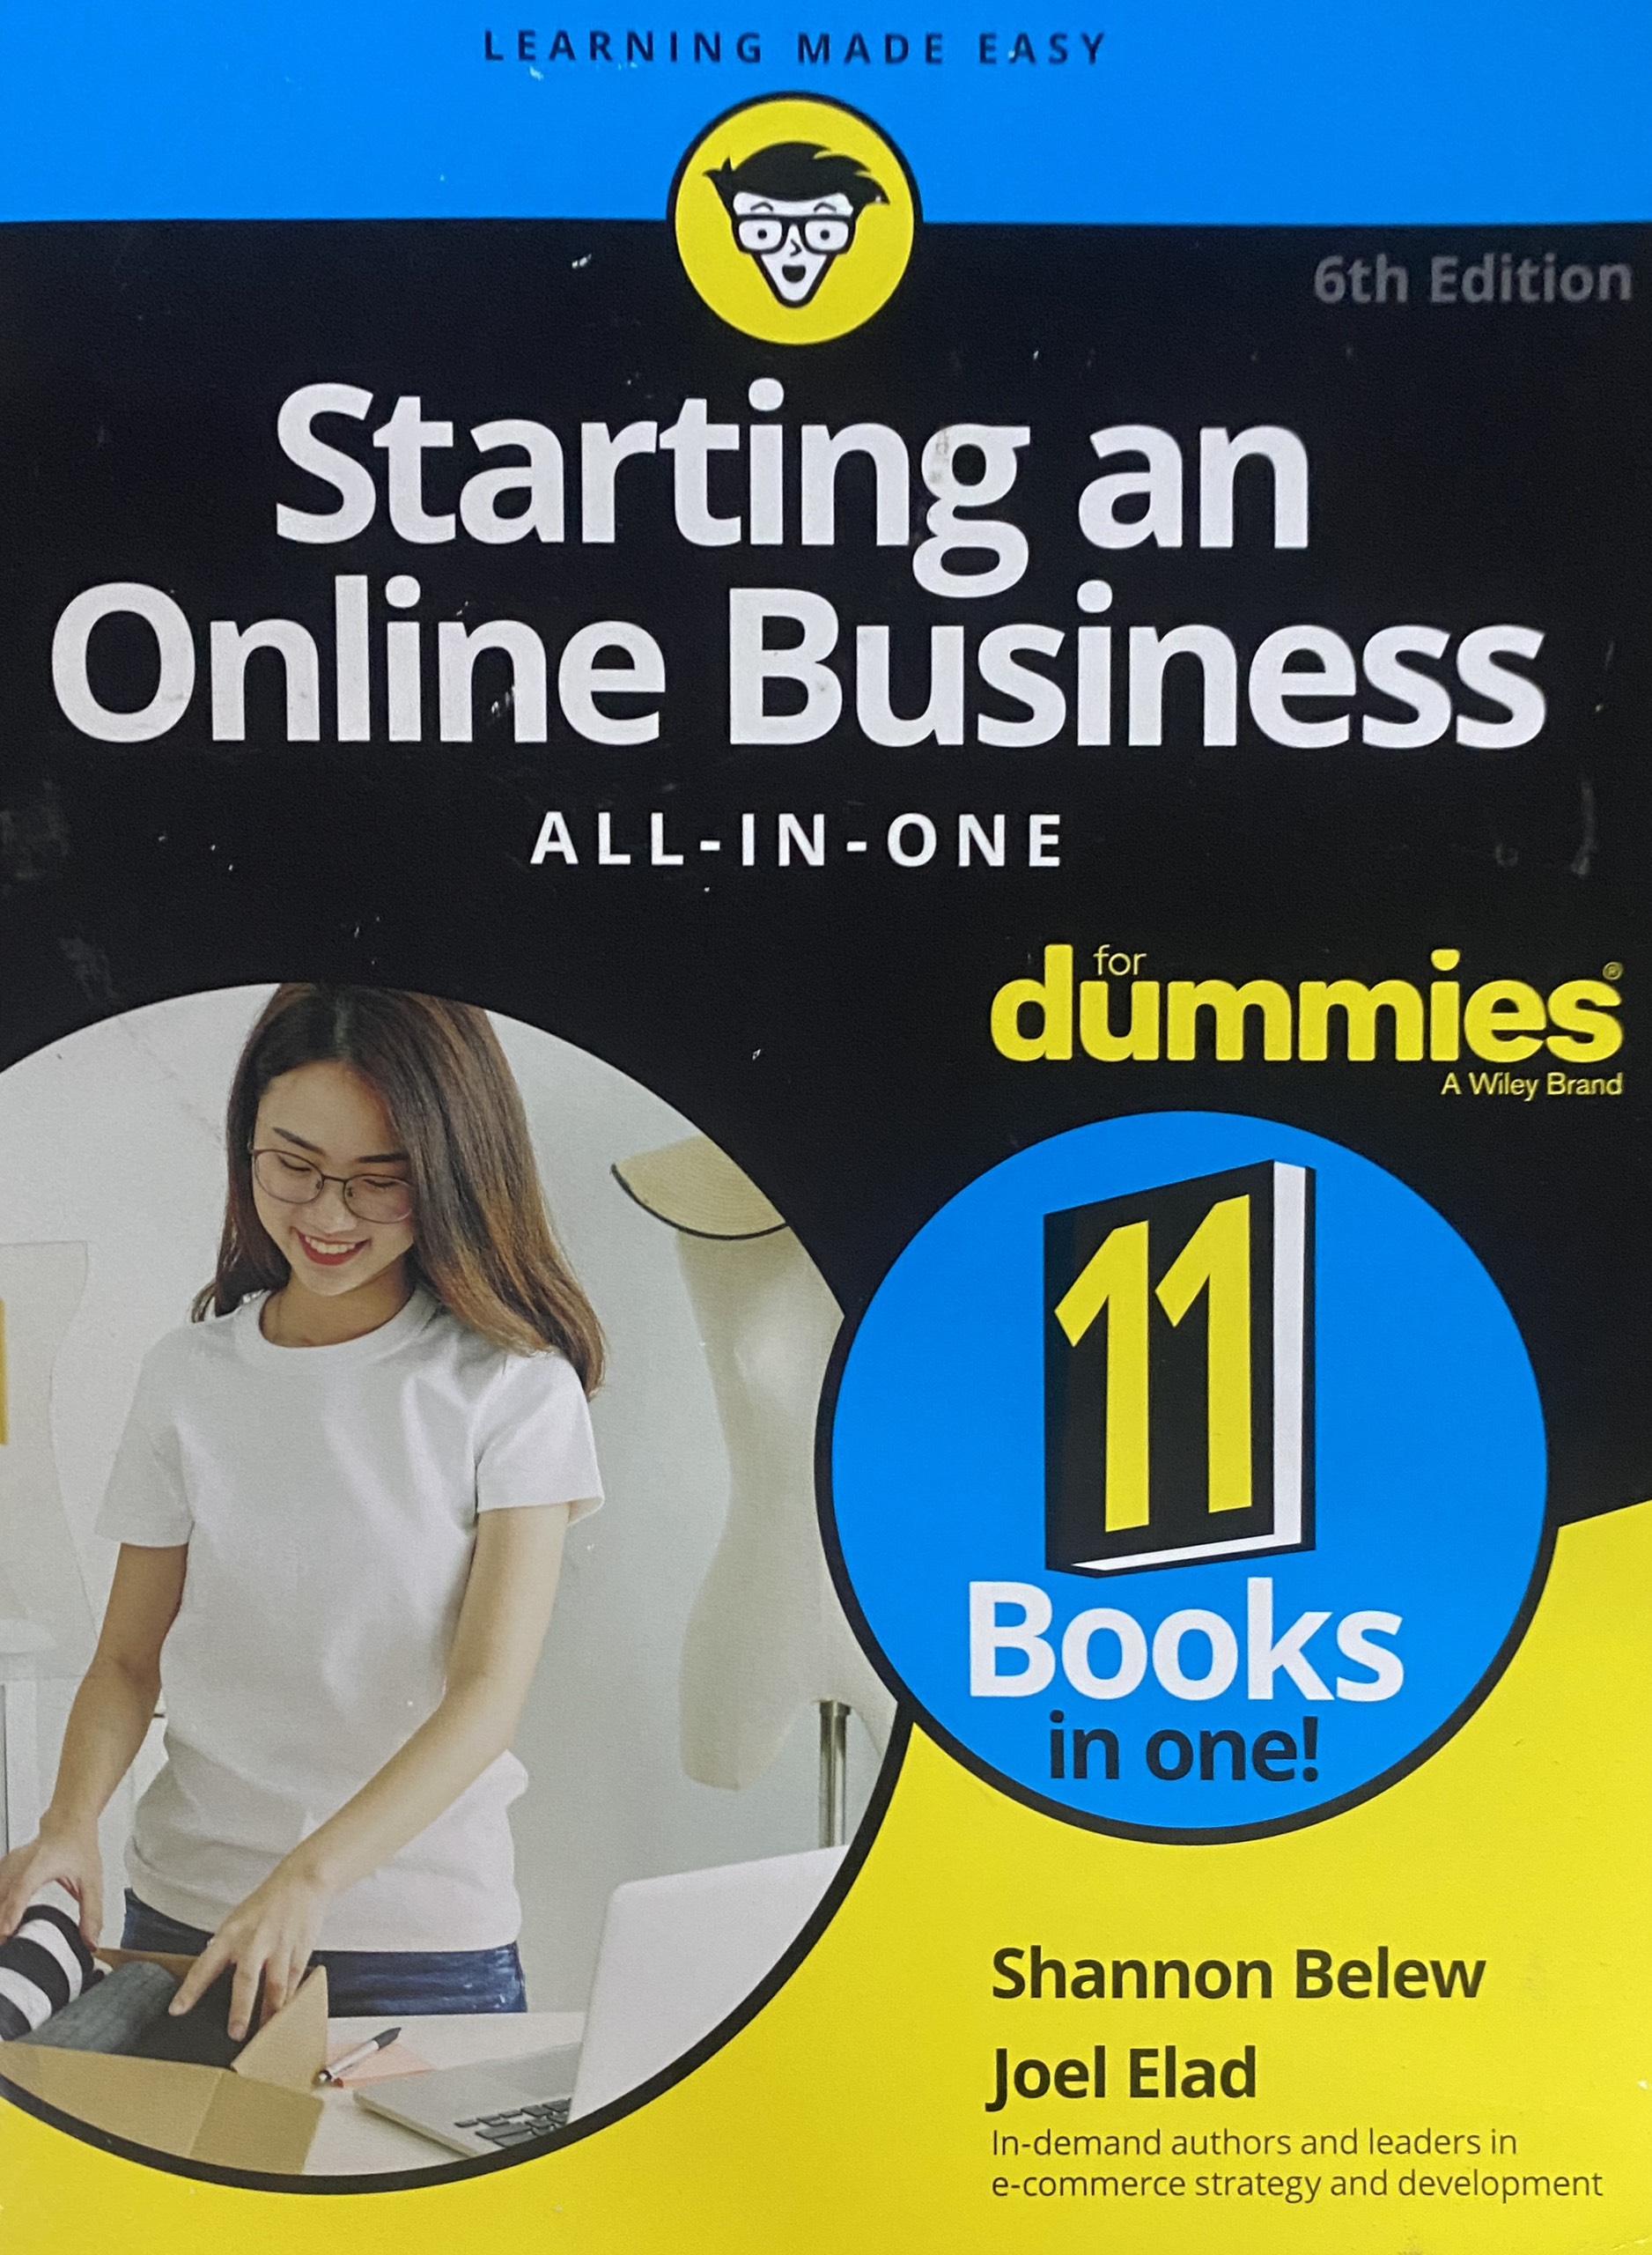 LEARNING MADE EASY
6th Edition
Starting an
Online Business
ALL-IN-ONE
for
dummies®
A Wiley Brand
11
Books
in one!
Shannon Belew
Joel Elad
In-demand authors and leaders in
e-commerce strategy and development